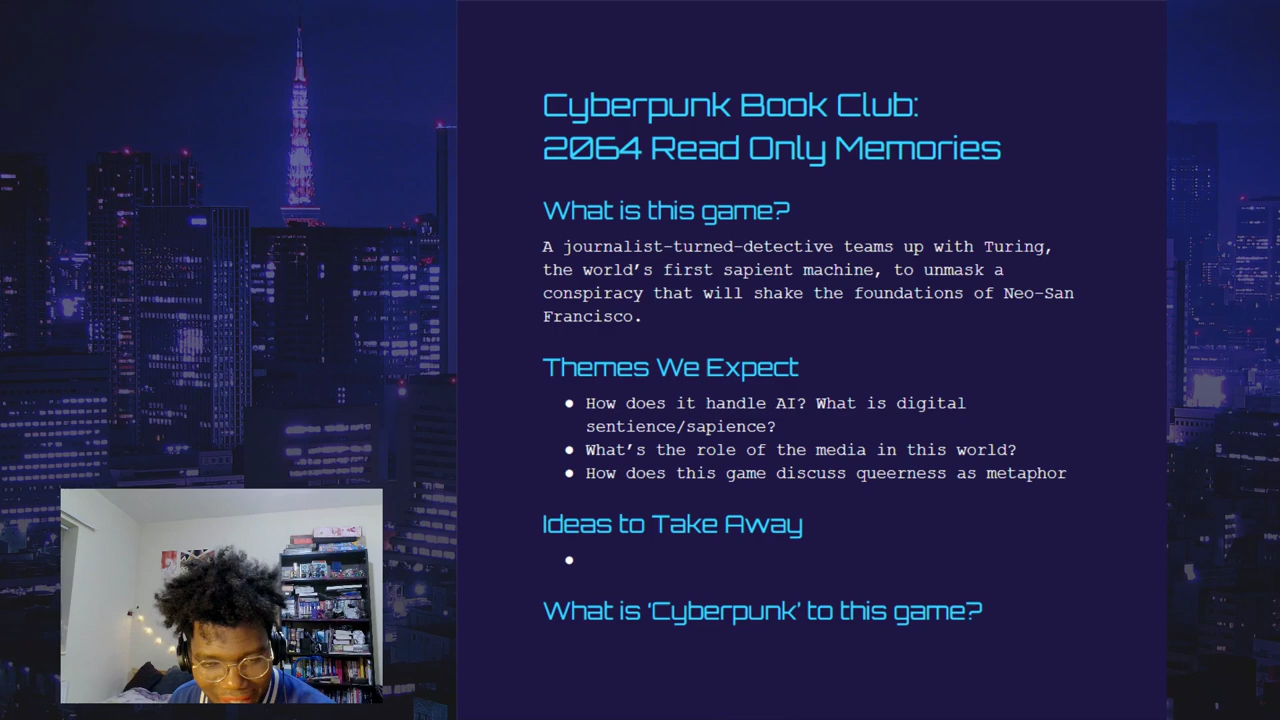 Cyberpunk Book Club:
2064 Read Only Memories
What is this game?
A journalist-turned-detective teams up with Turing,
the world’s first sapient machine, to unmask a
conspiracy that will shake the foundations of Neo-San
Francisco.
Themes We Expect
● How does it handle AI? What is digital
sentience/sapience?
● What’s the role of the media in this world?
● How does this game discuss queerness as metaphor
Ideas to Take Away
●
What is ‘Cyberpunk’ to this game?